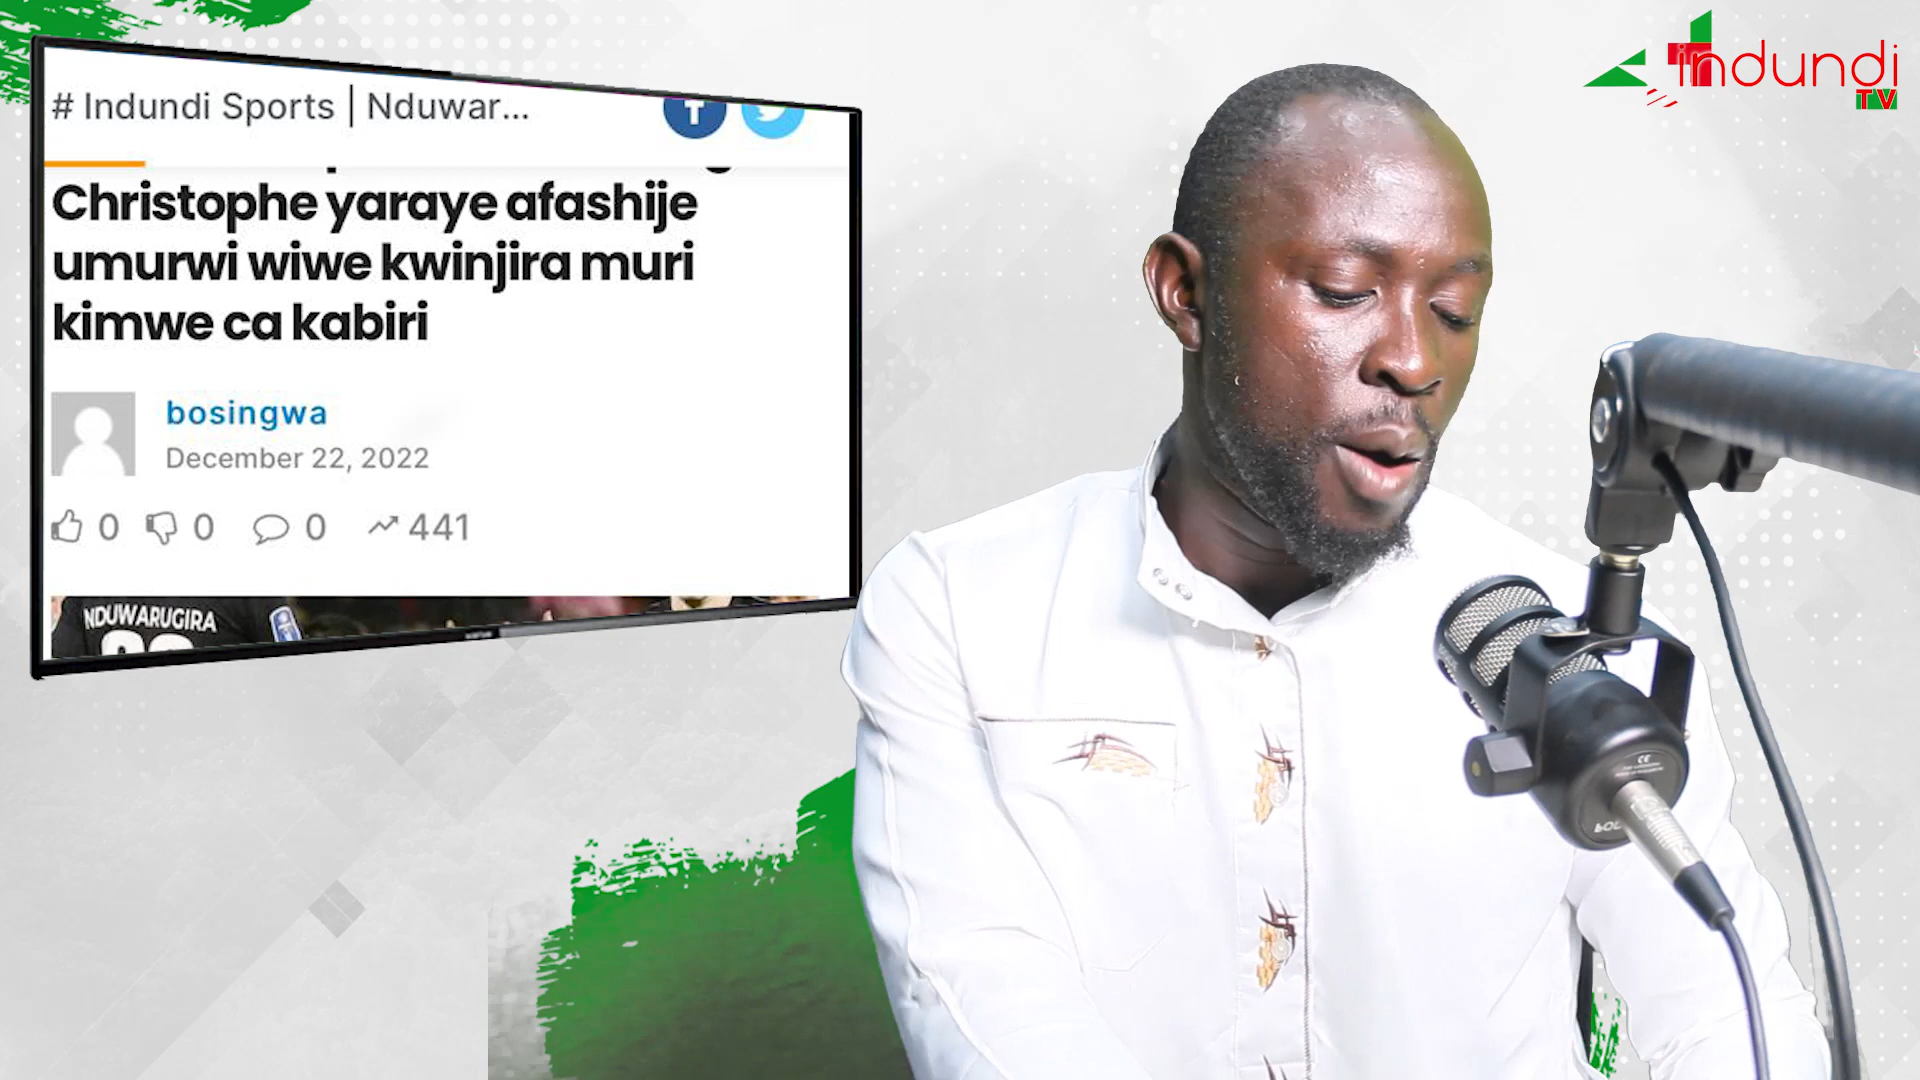 # Indundi Sports | Nduwar...
Christophe yaraye afashije
umurwi wiwe kwinjira muri
kimwe ca kabiri
bosingwa
December 22, 2022
0 0 0 441
NDUWARUGIRA
indundi
TV
CE